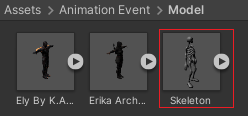 Assets > Animation Event > Model
Ely By K.A...
Erika Arch...
Skeleton